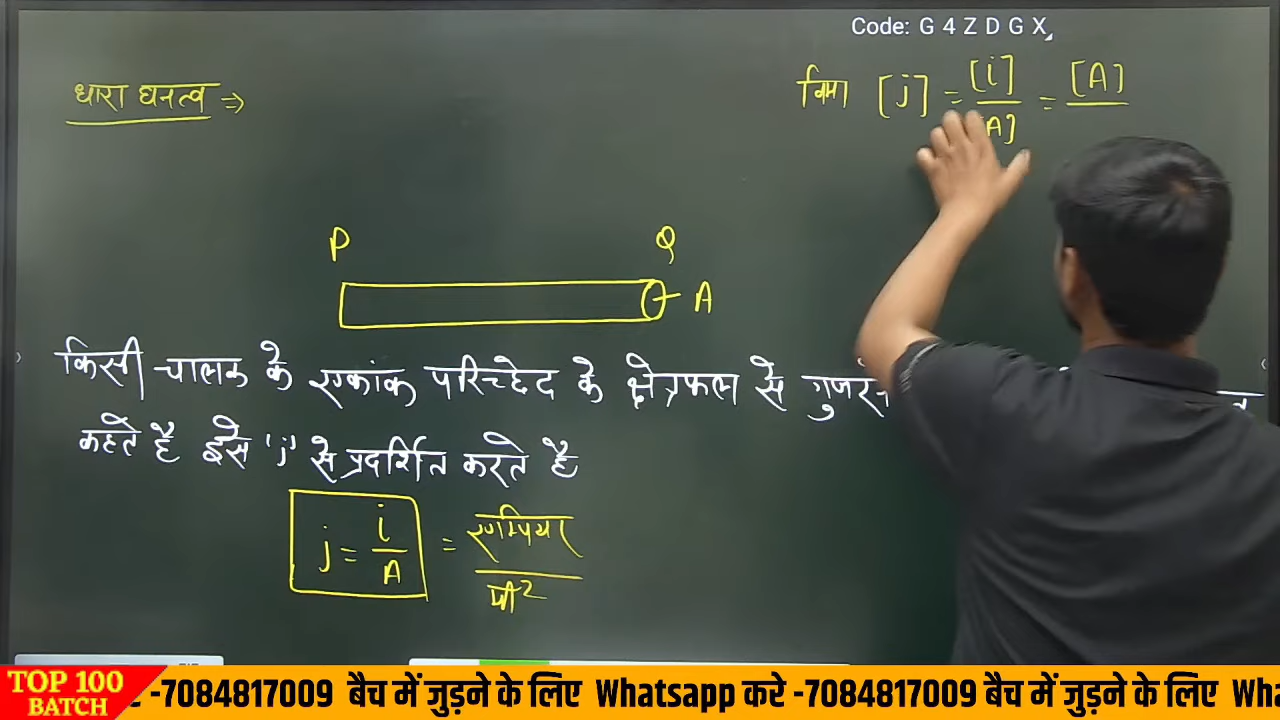 Code: G 4 Z D G X
धारा घनत्व ⇒
विमा [j] = [i] / [A] = [A]
P Q
A
किसी चालक के एकांक परिच्छेद के क्षेत्रफल से गुजरने
कहते है इसे 'j' से प्रदर्शित करते है
j = i / A = एम्पियर / मी²
TOP 100
BATCH
-7084817009 बैच में जुड़ने के लिए Whatsapp करे -7084817009 बैच में जुड़ने के लिए Wh